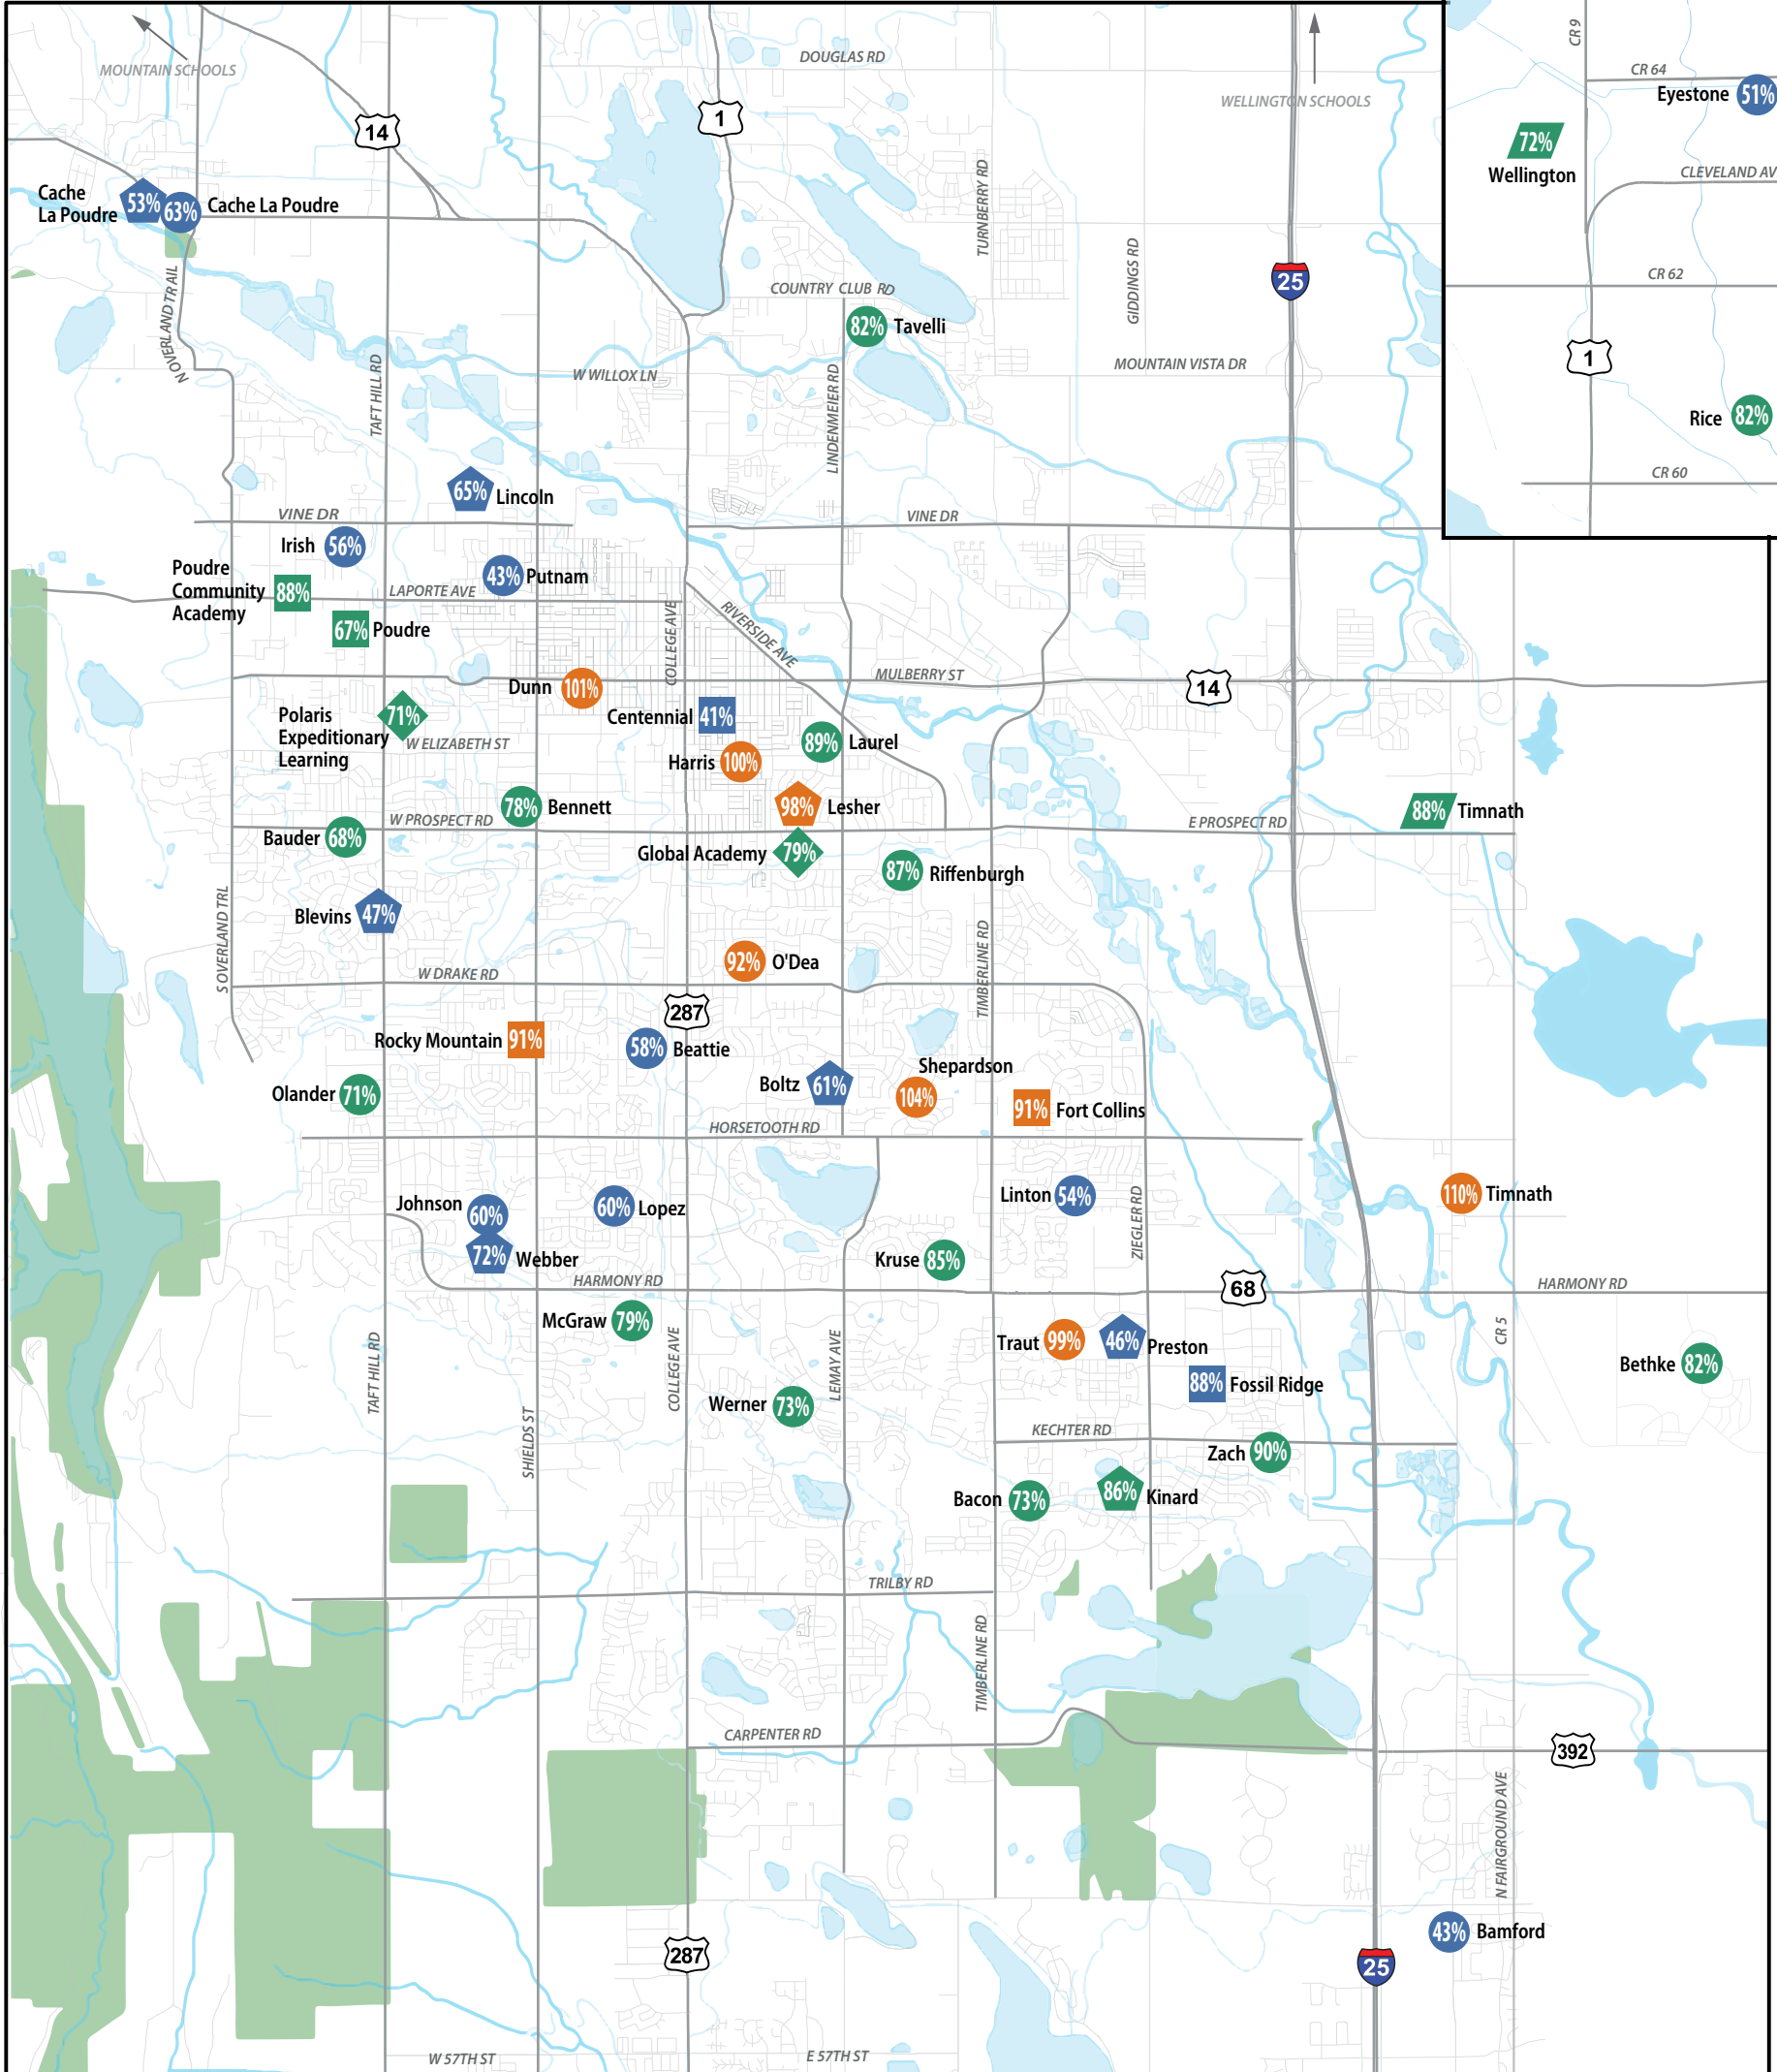 MOUNTAIN SCHOOLS
DOUGLAS RD
WELLINGTON SCHOOLS
CR 9
CR 64
Eyestone 51%
72%
Wellington
CLEVELAND AV
CR 62
1
Rice 82%
CR 60
14
1
TURNBERRY RD
GIDDINGS RD
25
Cache
La Poudre
53%
63%
Cache La Poudre
N OVERLAND TRAIL
TAFT HILL RD
COUNTRY CLUB RD
82% Tavelli
W WILLOX LN
LINDENMEIER RD
MOUNTAIN VISTA DR
65% Lincoln
VINE DR
VINE DR
Irish 56%
43% Putnam
Poudre
Community
Academy
88%
LAPORTE AVE
67% Poudre
COLLEGE AVE
RIVERSIDE AVE
MULBERRY ST
14
Dunn 101%
Centennial 41%
Polaris
Expeditionary
Learning
71%
W ELIZABETH ST
89% Laurel
Harris 100%
78% Bennett
98% Lesher
88% Timnath
W PROSPECT RD
E PROSPECT RD
Bauder 68%
Global Academy 79%
87% Riffenburgh
S OVERLAND TRL
Blevins 47%
TIMBERLINE RD
92% O'Dea
W DRAKE RD
287
Rocky Mountain 91%
58% Beattie
Shepardson
104%
Boltz 61%
Olander 71%
91% Fort Collins
HORSETOOTH RD
Johnson
60%
60% Lopez
Linton 54%
ZIEGLER RD
110% Timnath
72% Webber
Kruse 85%
HARMONY RD
68
HARMONY RD
McGraw 79%
Traut 99%
46% Preston
CR 5
Bethke 82%
TAFT HILL RD
COLLEGE AVE
LEMAY AVE
88% Fossil Ridge
Werner 73%
SHIELDS ST
KECHTER RD
Zach 90%
Bacon 73%
86% Kinard
TRILBY RD
TIMBERLINE RD
CARPENTER RD
392
N FAIRGROUND AVE
43% Bamford
287
25
W 57TH ST
E 57TH ST